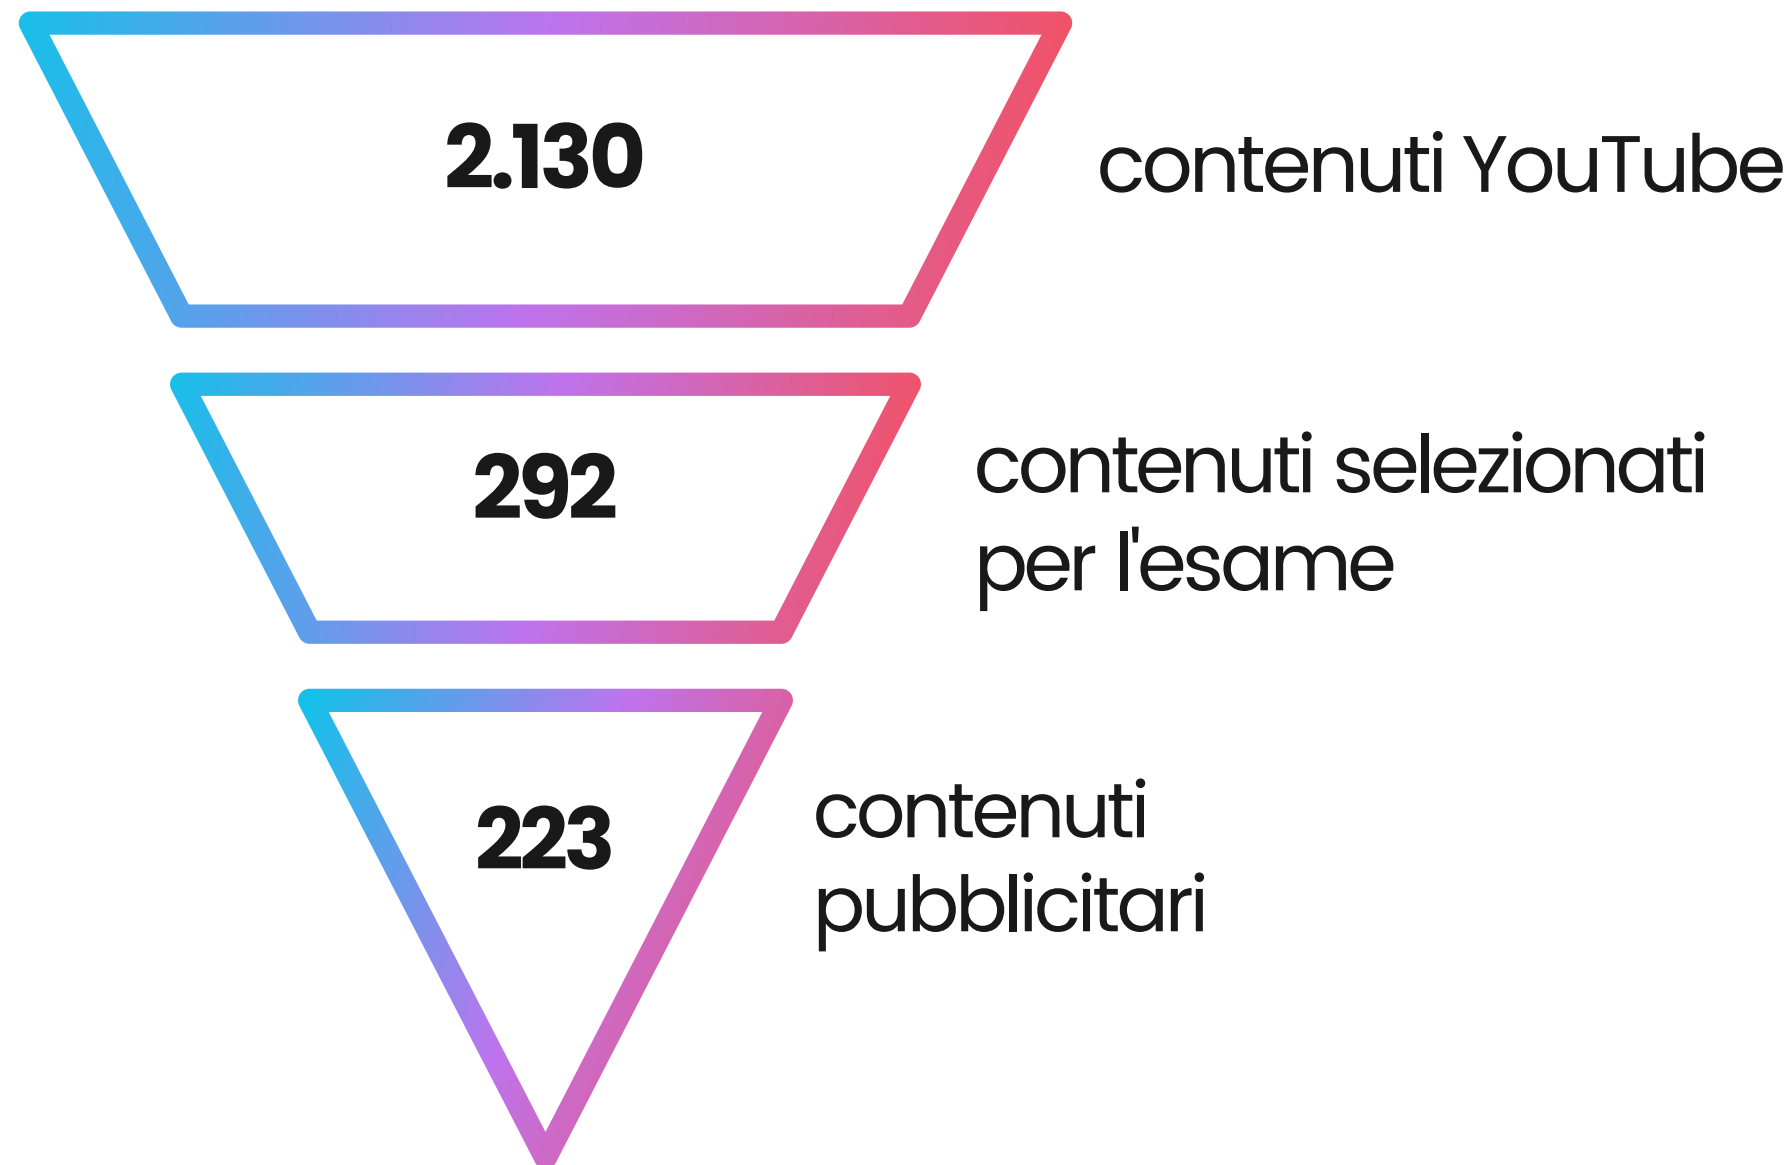 2.130
contenuti YouTube
292
contenuti selezionati
per l'esame
223
contenuti
pubblicitari